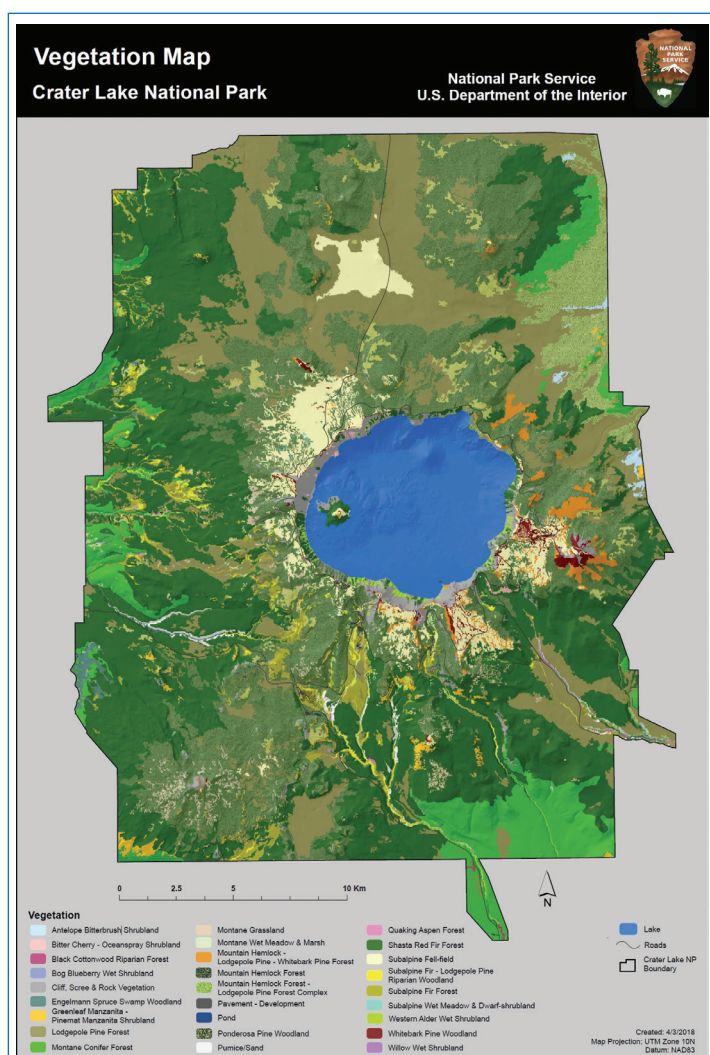 Vegetation Map
Crater Lake National Park
National Park Service
U.S. Department of the Interior
NATIONAL
PARK
SERVICE
0 2.5 5 10 Km
N
Vegetation
Antelope Bitterbrush Shrubland
Bitter Cherry - Oceanspray Shrubland
Black Cottonwood Riparian Forest
Bog Blueberry Wet Shrubland
Cliff, Scree & Rock Vegetation
Engelmann Spruce Swamp Woodland
Greenleaf Manzanita -
Pinemat Manzanita Shrubland
Lodgepole Pine Forest
Montane Conifer Forest
Montane Grassland
Montane Wet Meadow & Marsh
Mountain Hemlock -
Lodgepole Pine - Whitebark Pine Forest
Mountain Hemlock Forest
Mountain Hemlock Forest -
Lodgepole Pine Forest Complex
Pavement - Development
Pond
Ponderosa Pine Woodland
Pumice/Sand
Quaking Aspen Forest
Shasta Red Fir Forest
Subalpine Fell-field
Subalpine Fir - Lodgepole Pine
Riparian Woodland
Subalpine Fir Forest
Subalpine Wet Meadow & Dwarf-shrubland
Western Alder Wet Shrubland
Whitebark Pine Woodland
Willow Wet Shrubland
Lake
Roads
Crater Lake NP
Boundary
Created: 4/3/2018
Map Projection: UTM Zone 10N
Datum: NAD83